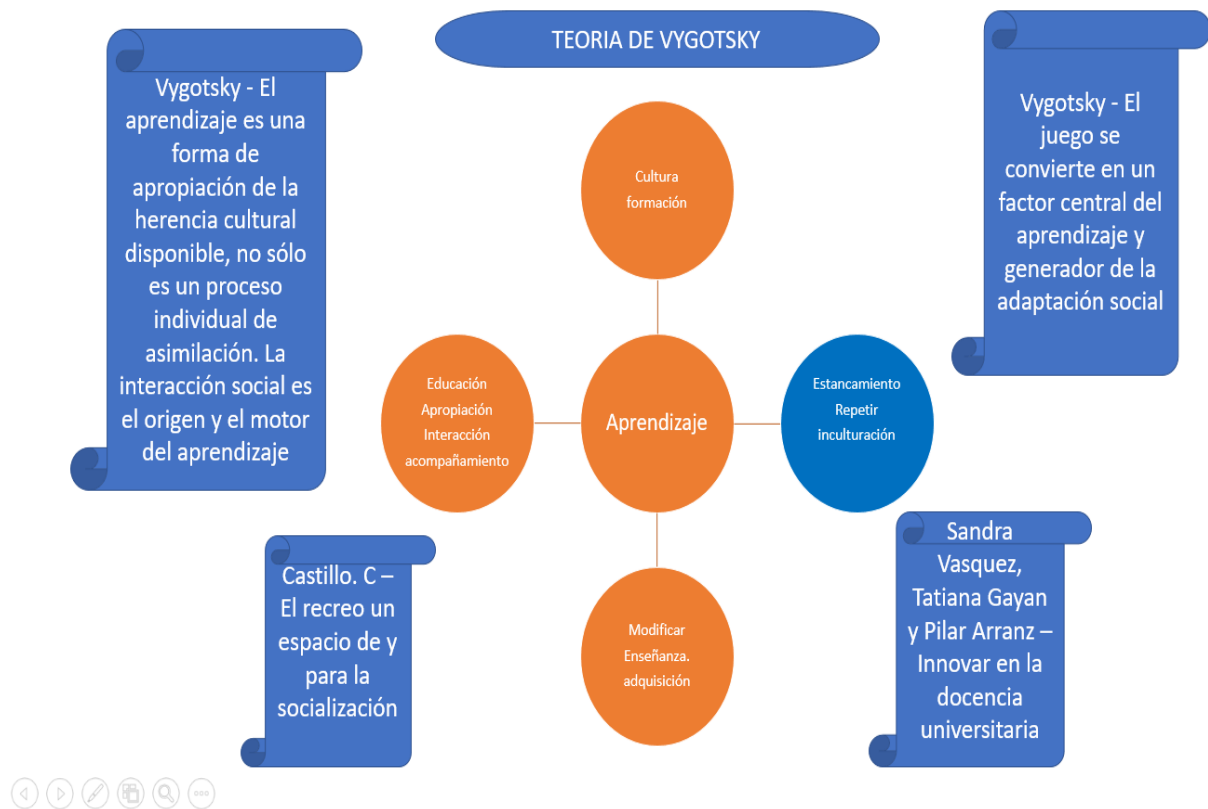 TEORIA DE VYGOTSKY
Vygotsky - El
aprendizaje es una
forma de
apropiación de la
herencia cultural
disponible, no sólo
es un proceso
individual de
asimilación. La
interacción social es
el origen y el motor
del aprendizaje
Vygotsky - El
juego se
convierte en un
factor central del
aprendizaje y
generador de la
adaptación social
Cultura
formación
Educación
Apropiación
Interacción
acompañamiento
Aprendizaje
Estancamiento
Repetir
inculturación
Modificar
Enseñanza.
adquisición
Castillo. C –
El recreo un
espacio de y
para la
socialización
Sandra
Vasquez,
Tatiana Gayan
y Pilar Arranz –
Innovar en la
docencia
universitaria